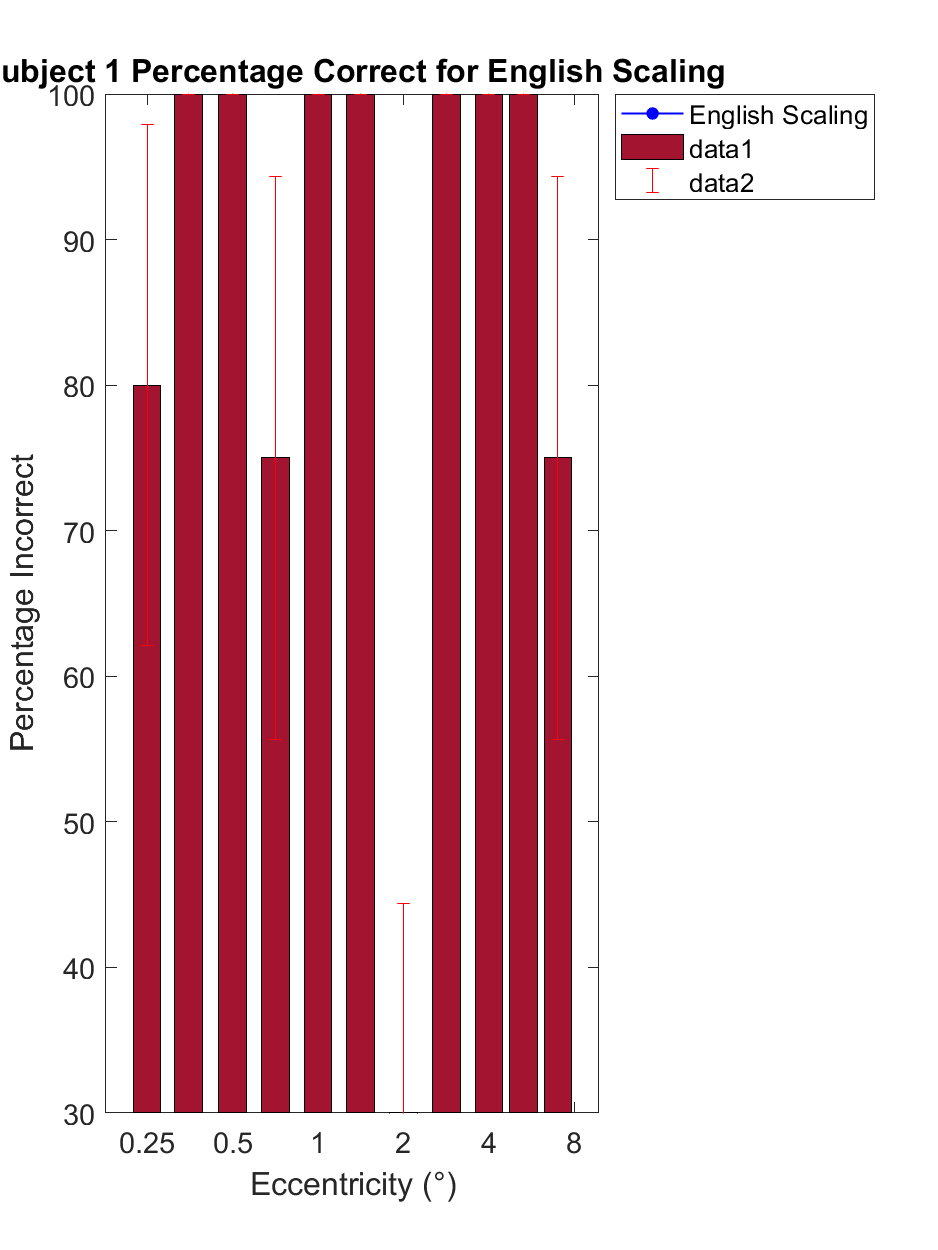 ubject 1 Percentage Correct for English Scaling
English Scaling
data1
data2
100
90
80
70
60
50
40
30
Percentage Incorrect
0.25 0.5 1 2 4 8
Eccentricity (°)